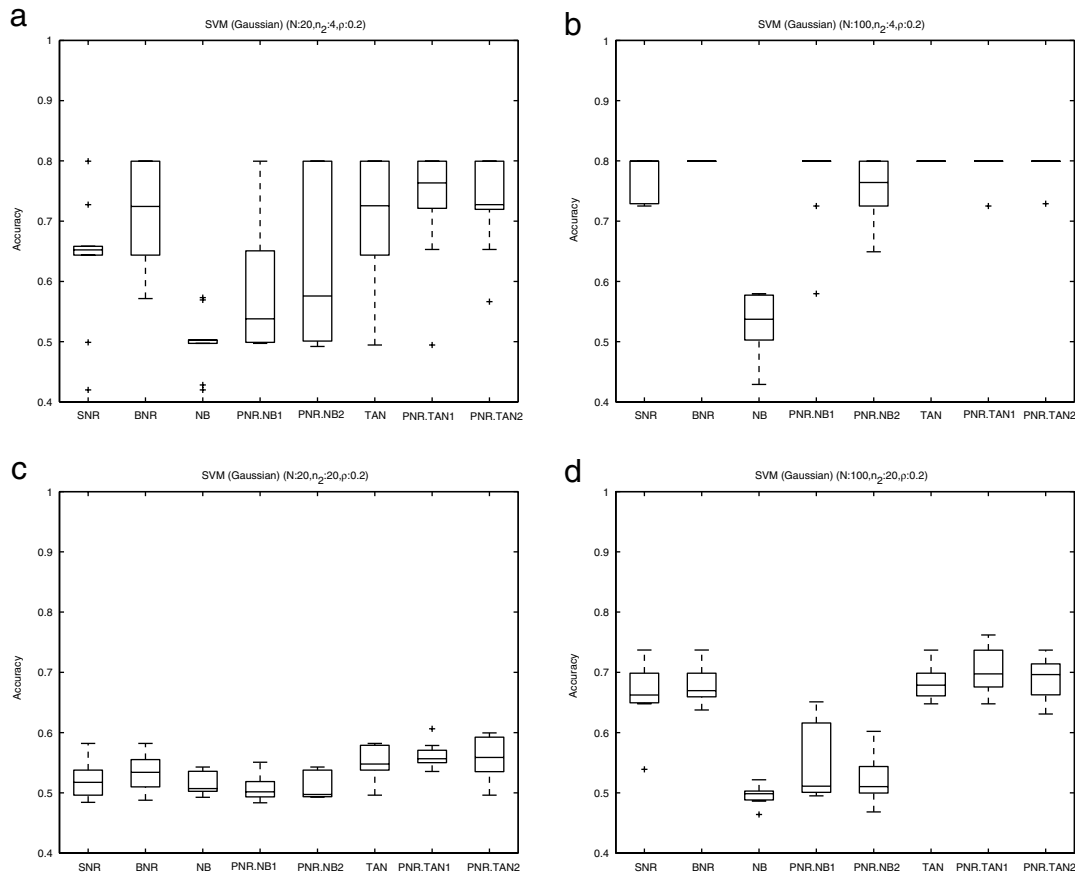 a
SVM (Gaussian) (N:20,n2:4,ρ:0.2)
1
0.9
0.8
0.7
0.6
0.5
0.4
Accuracy
SNR BNR NB PNR.NB1 PNR.NB2 TAN PNR.TAN1 PNR.TAN2
b
SVM (Gaussian) (N:100,n2:4,ρ:0.2)
1
0.9
0.8
0.7
0.6
0.5
0.4
Accuracy
SNR BNR NB PNR.NB1 PNR.NB2 TAN PNR.TAN1 PNR.TAN2
c
SVM (Gaussian) (N:20,n2:20,ρ:0.2)
1
0.9
0.8
0.7
0.6
0.5
0.4
Accuracy
SNR BNR NB PNR.NB1 PNR.NB2 TAN PNR.TAN1 PNR.TAN2
d
SVM (Gaussian) (N:100,n2:20,ρ:0.2)
1
0.9
0.8
0.7
0.6
0.5
0.4
Accuracy
SNR BNR NB PNR.NB1 PNR.NB2 TAN PNR.TAN1 PNR.TAN2